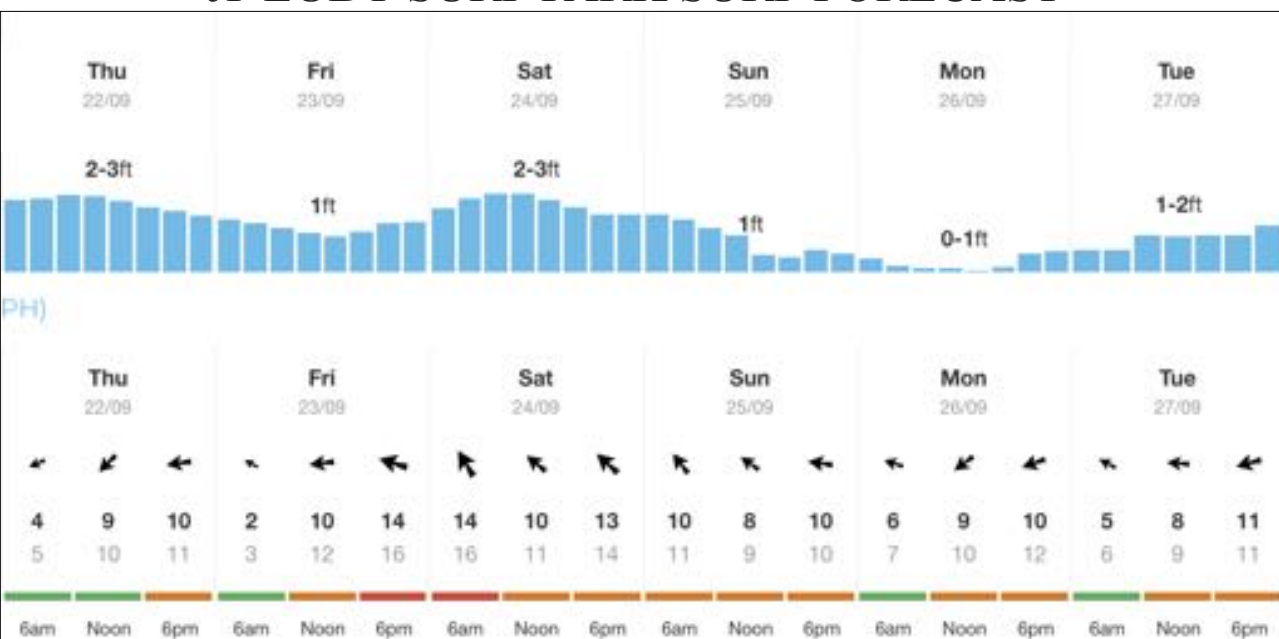 Thu Fri Sat Sun Mon Tue
22/09 23/09 24/09 25/09 26/09 27/09
2-3ft 1ft 2-3ft 1ft 0-1ft 1-2ft
PH)
Thu Fri Sat Sun Mon Tue
22/09 23/09 24/09 25/09 26/09 27/09
4 9 10 2 10 14 14 10 13 10 8 10 6 9 10 5 8 11
5 10 11 3 12 16 16 11 14 11 9 10 7 10 12 6 9 11
6am Noon 6pm 6am Noon 6pm 6am Noon 6pm 6am Noon 6pm 6am Noon 6pm 6am Noon 6pm